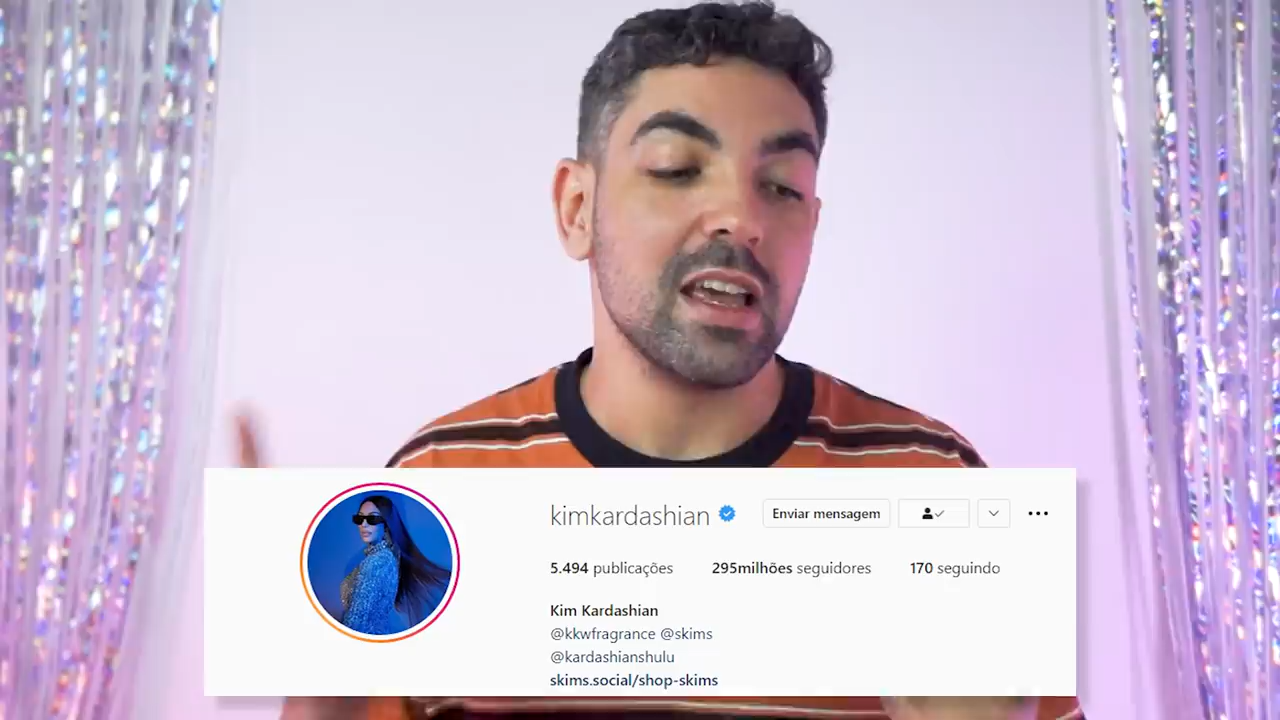 kimkardashian Enviar mensagem
5.494 publicações 295milhões seguidores 170 seguindo
Kim Kardashian
@kkwfragrance @skims
@kardashianshulu
skims.social/shop-skims